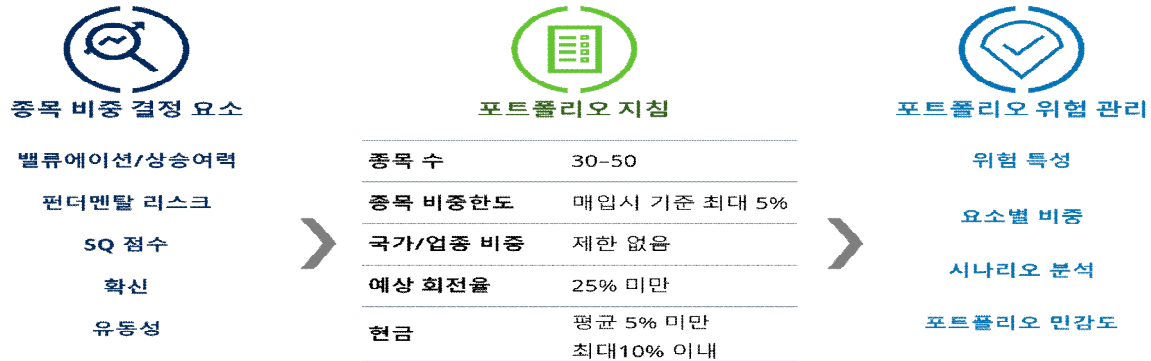 종목 비중 결정 요소
밸류에이션/상승여력
펀더멘탈 리스크
SQ 점수
확신
유동성
포트폴리오 지침
종목 수 30–50
종목 비중한도 매입시 기준 최대 5%
국가/업종 비중 제한 없음
예상 회전율 25% 미만
현금 평균 5% 미만
최대10% 이내
포트폴리오 위험 관리
위험 특성
요소별 비중
시나리오 분석
포트폴리오 민감도